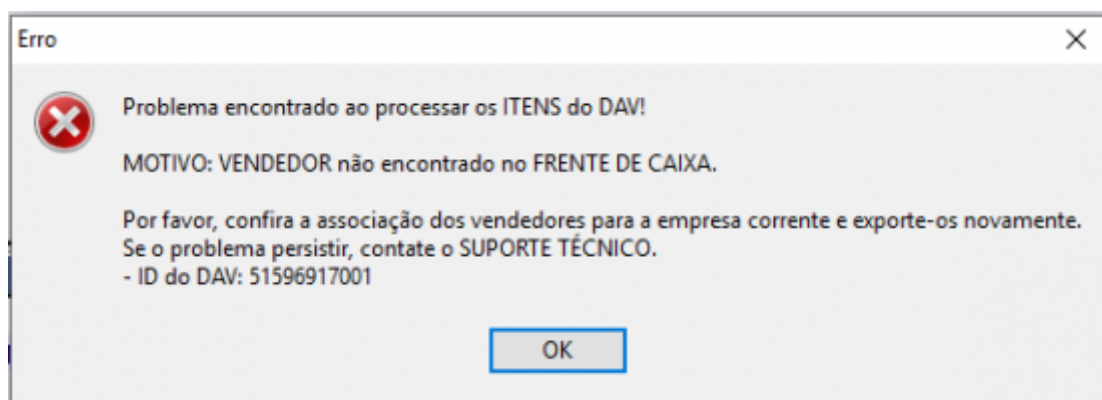 Erro
Problema encontrado ao processar os ITENS do DAV!
MOTIVO: VENDEDOR não encontrado no FRENTE DE CAIXA.
Por favor, confira a associação dos vendedores para a empresa corrente e exporte-os novamente.
Se o problema persistir, contate o SUPORTE TÉCNICO.
- ID do DAV: 51596917001
OK